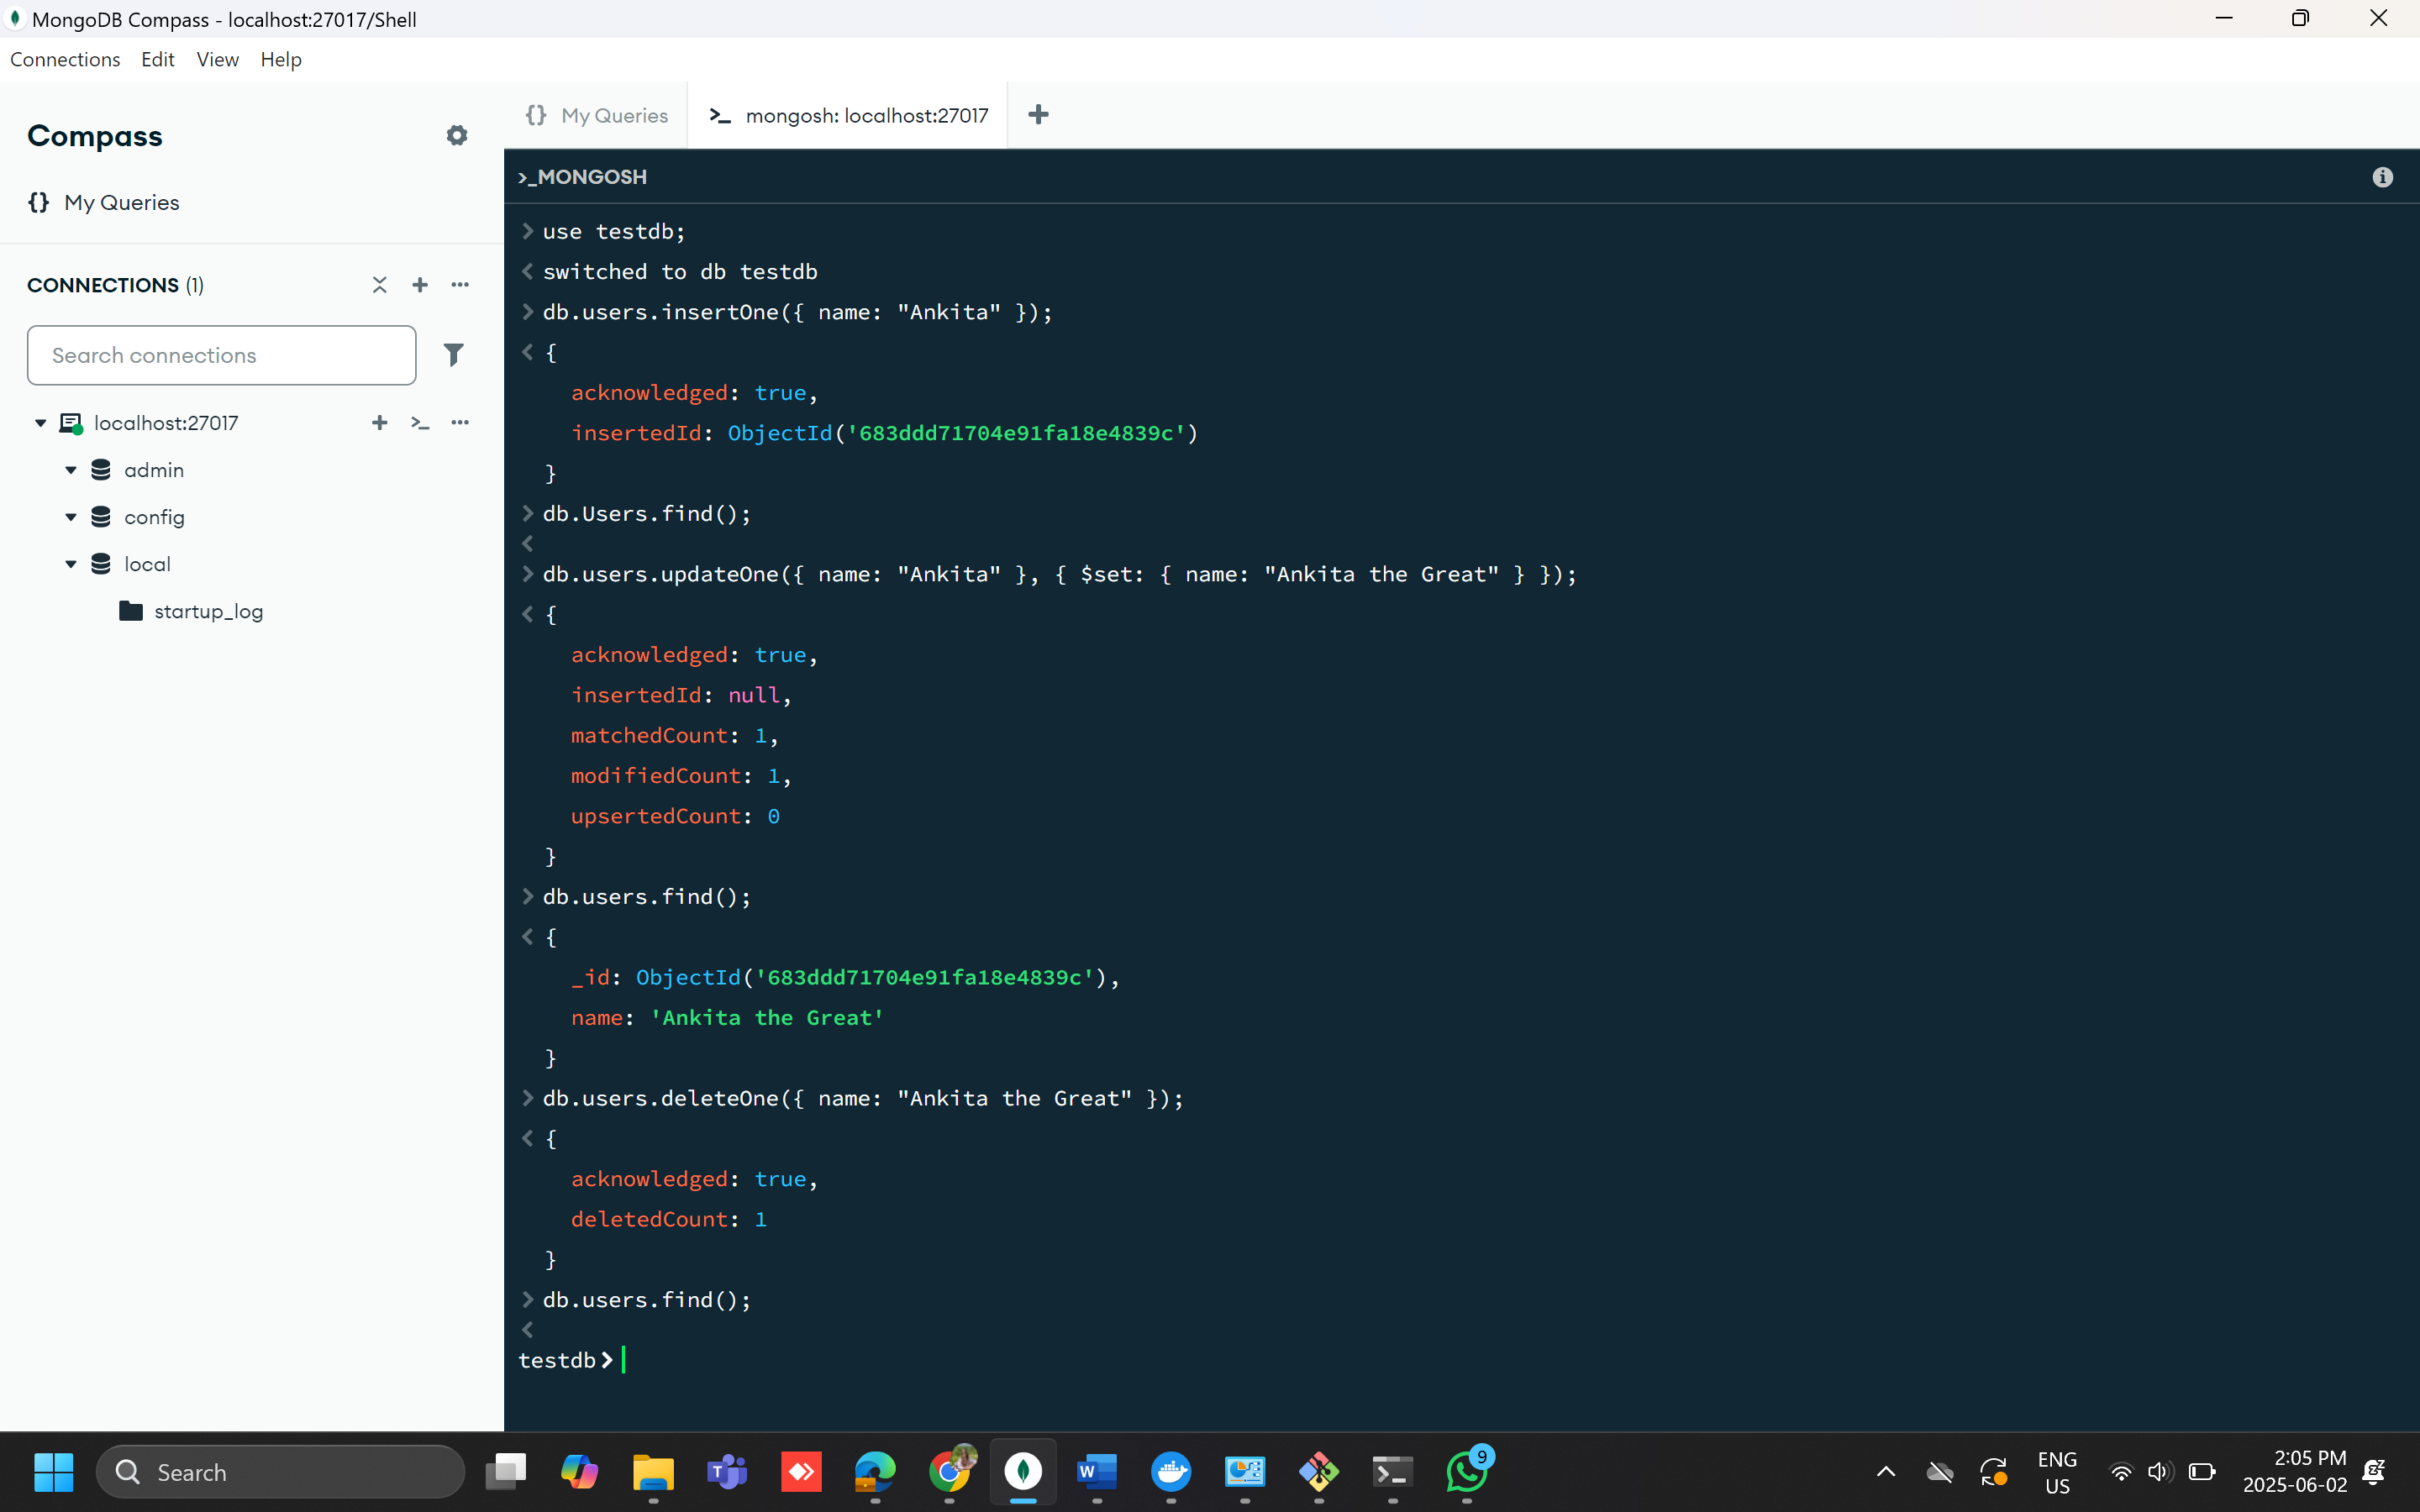 MongoDB Compass - localhost:27017/Shell
Connections Edit View Help
Compass
{} My Queries
CONNECTIONS (1)
Search connections
localhost:27017
admin
config
local
startup_log
{} My Queries
>_ mongosh: localhost:27017
>_MONGOSH
> use testdb;
< switched to db testdb
> db.users.insertOne({ name: "Ankita" });
< {
acknowledged: true,
insertedId: ObjectId('683ddd71704e91fa18e4839c')
}
> db.Users.find();
<
> db.users.updateOne({ name: "Ankita" }, { $set: { name: "Ankita the Great" } });
< {
acknowledged: true,
insertedId: null,
matchedCount: 1,
modifiedCount: 1,
upsertedCount: 0
}
> db.users.find();
< {
_id: ObjectId('683ddd71704e91fa18e4839c'),
name: 'Ankita the Great'
}
> db.users.deleteOne({ name: "Ankita the Great" });
< {
acknowledged: true,
deletedCount: 1
}
> db.users.find();
<
testdb>
Search
9
ENG
US
2:05 PM
2025-06-02